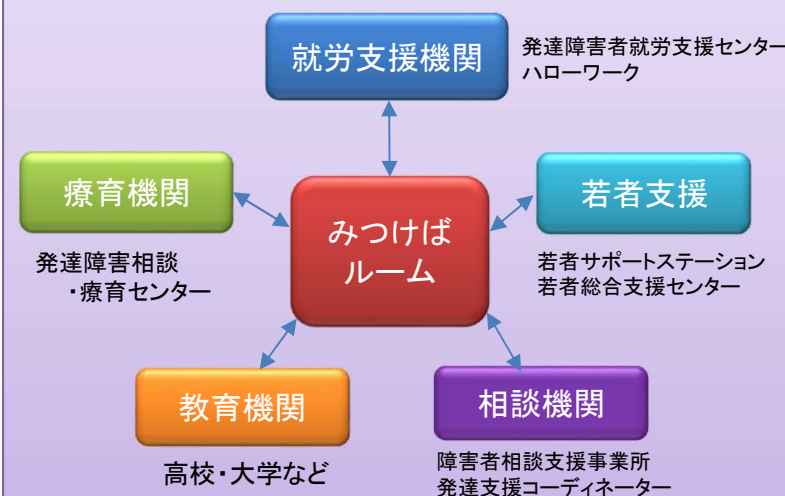 就労支援機関
発達障害者就労支援センター
ハローワーク
療育機関
発達障害相談
・療育センター
みつけば
ルーム
若者支援
若者サポートステーション
若者総合支援センター
教育機関
高校・大学など
相談機関
障害者相談支援事業所
発達支援コーディネーター